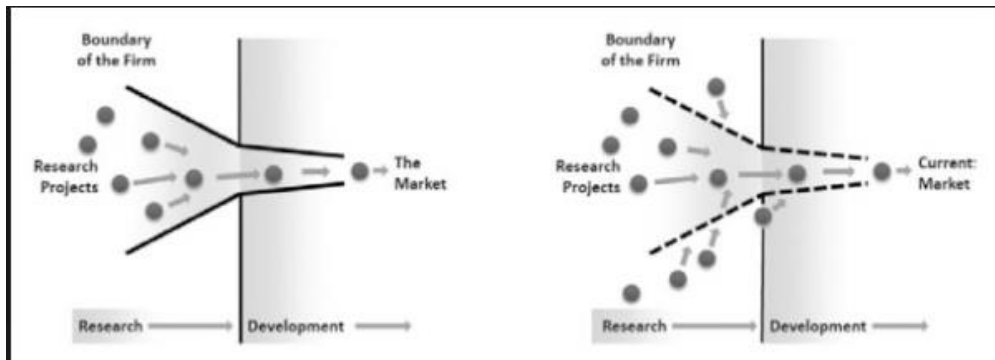 Boundary
of the Firm
Research
Projects
The
Market
Research
Development
Boundary
of the Firm
Research
Projects
Current:
Market
Research
Development